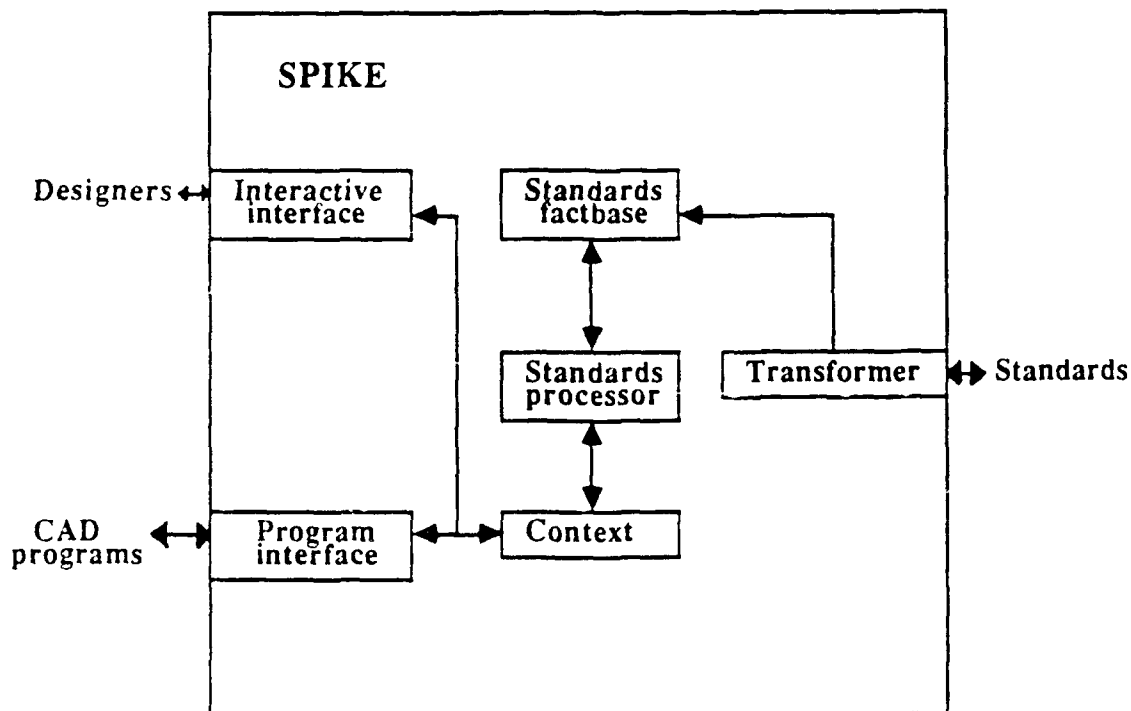 SPIKE
Designers
Interactive
interface
Standards
factbase
Standards
processor
Transformer
Standards
CAD
programs
Program
interface
Context